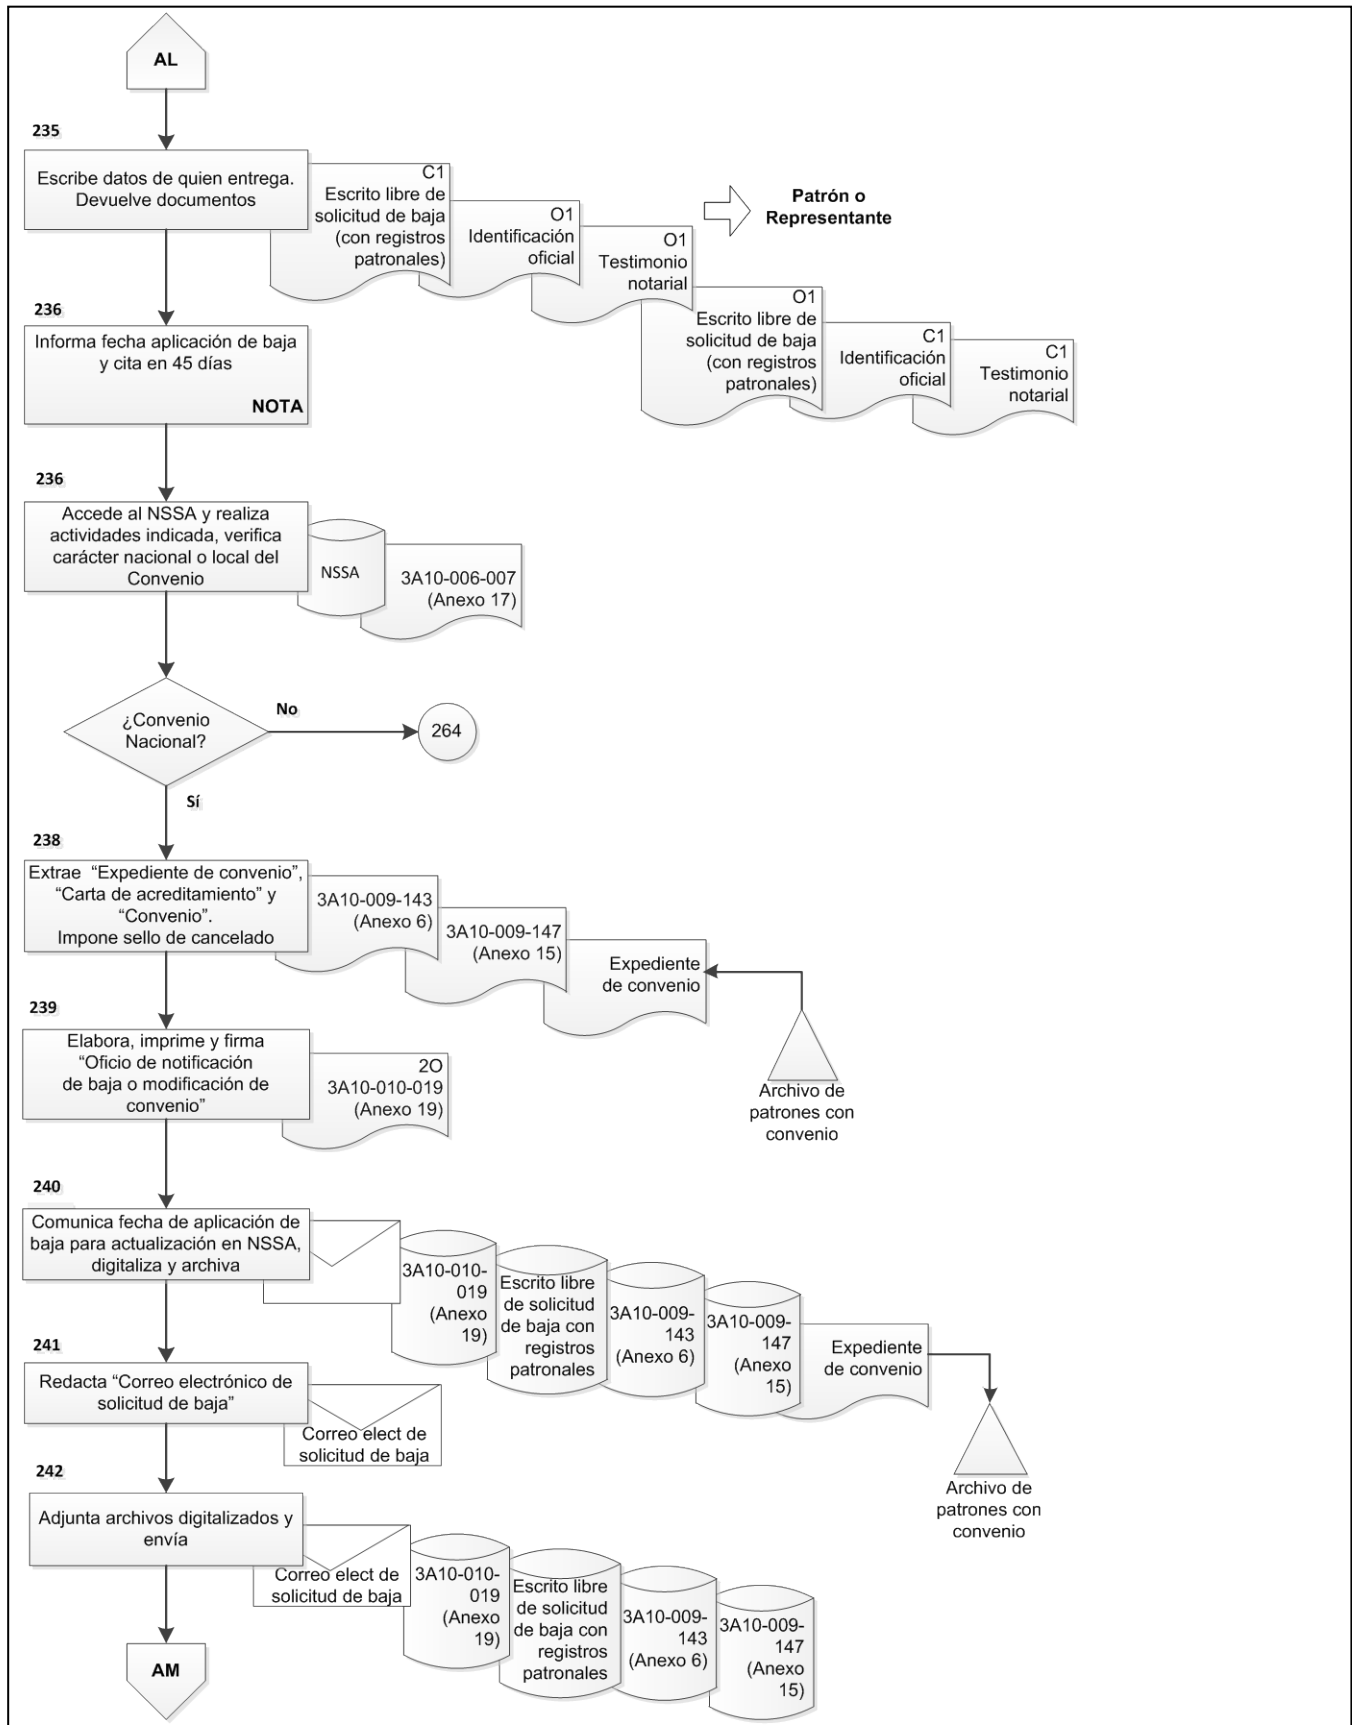 AL
235
Escribe datos de quien entrega.
Devuelve documentos
C1
Escrito libre de
solicitud de baja
(con registros
patronales)
O1
Identificación
oficial
O1
Testimonio
notarial
Patrón o
Representante
O1
Escrito libre de
solicitud de baja
(con registros
patronales)
C1
Identificación
oficial
C1
Testimonio
notarial
236
Informa fecha aplicación de baja
y cita en 45 días
NOTA
236
Accede al NSSA y realiza
actividades indicada, verifica
carácter nacional o local del
Convenio
NSSA
3A10-006-007
(Anexo 17)
¿Convenio
Nacional?
No
264
Sí
238
Extrae “Expediente de convenio”,
“Carta de acreditamiento” y
“Convenio”.
Impone sello de cancelado
3A10-009-143
(Anexo 6)
3A10-009-147
(Anexo 15)
Expediente
de convenio
Archivo de
patrones con
convenio
239
Elabora, imprime y firma
“Oficio de notificación
de baja o modificación de
convenio”
2O
3A10-010-019
(Anexo 19)
240
Comunica fecha de aplicación de
baja para actualización en NSSA,
digitaliza y archiva
3A10-010-
019
(Anexo
19)
Escrito libre
de solicitud
de baja con
registros
patronales
3A10-009-
143
(Anexo 6)
3A10-009-
147
(Anexo
15)
Expediente
de convenio
Archivo de
patrones con
convenio
241
Redacta “Correo electrónico de
solicitud de baja”
Correo elect de
solicitud de baja
242
Adjunta archivos digitalizados y
envía
Correo elect de
solicitud de baja
3A10-010-
019
(Anexo
19)
Escrito libre
de solicitud
de baja con
registros
patronales
3A10-009-
143
(Anexo 6)
3A10-009-
147
(Anexo
15)
AM